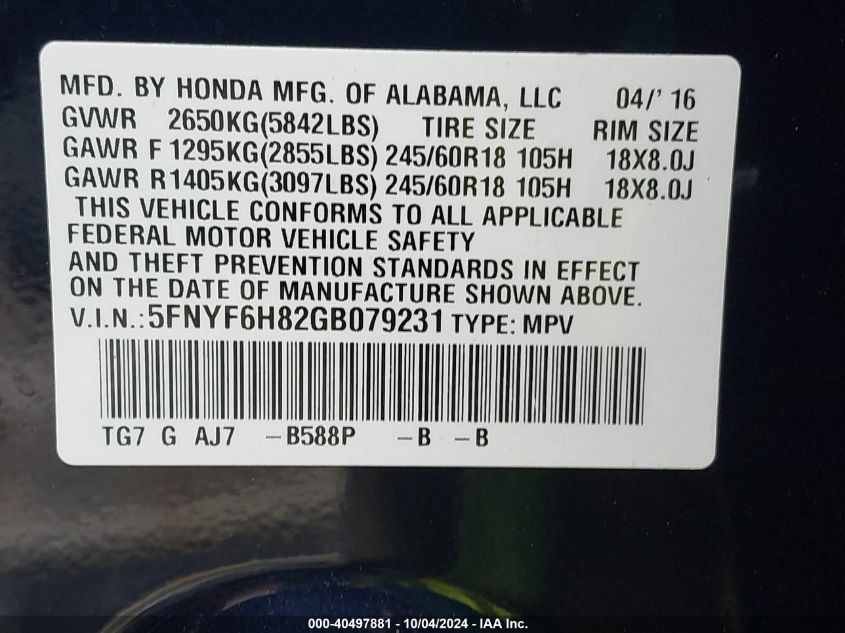 MFD. BY HONDA MFG. OF ALABAMA, LLC 04/' 16
GVWR 2650KG(5842LBS) TIRE SIZE RIM SIZE
GAWR F 1295KG(2855LBS) 245/60R18 105H 18X8.0J
GAWR R1405KG(3097LBS) 245/60R18 105H 18X8.0J
THIS VEHICLE CONFORMS TO ALL APPLICABLE
FEDERAL MOTOR VEHICLE SAFETY
AND THEFT PREVENTION STANDARDS IN EFFECT
ON THE DATE OF MANUFACTURE SHOWN ABOVE.
V.I.N.:5FNYF6H82GB079231 TYPE: MPV
TG7 G AJ7 -B588P -B -B
000-40497881 - 10/04/2024 - IAA Inc.